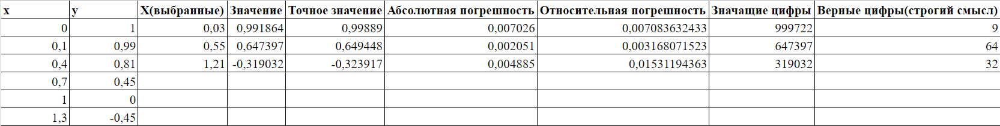 x y X(выбранные) Значение Точное значение Абсолютная погрешность Относительная погрешность Значащие цифры Верные цифры(строгий смысл)
0 1 0,03 0,991864 0,99889 0,007026 0,007083632433 999722 9
0,1 0,99 0,55 0,647397 0,649448 0,002051 0,003168071523 647397 64
0,4 0,81 1,21 -0,319032 -0,323917 0,004885 0,01531194363 319032 32
0,7 0,45
1 0
1,3 -0,45